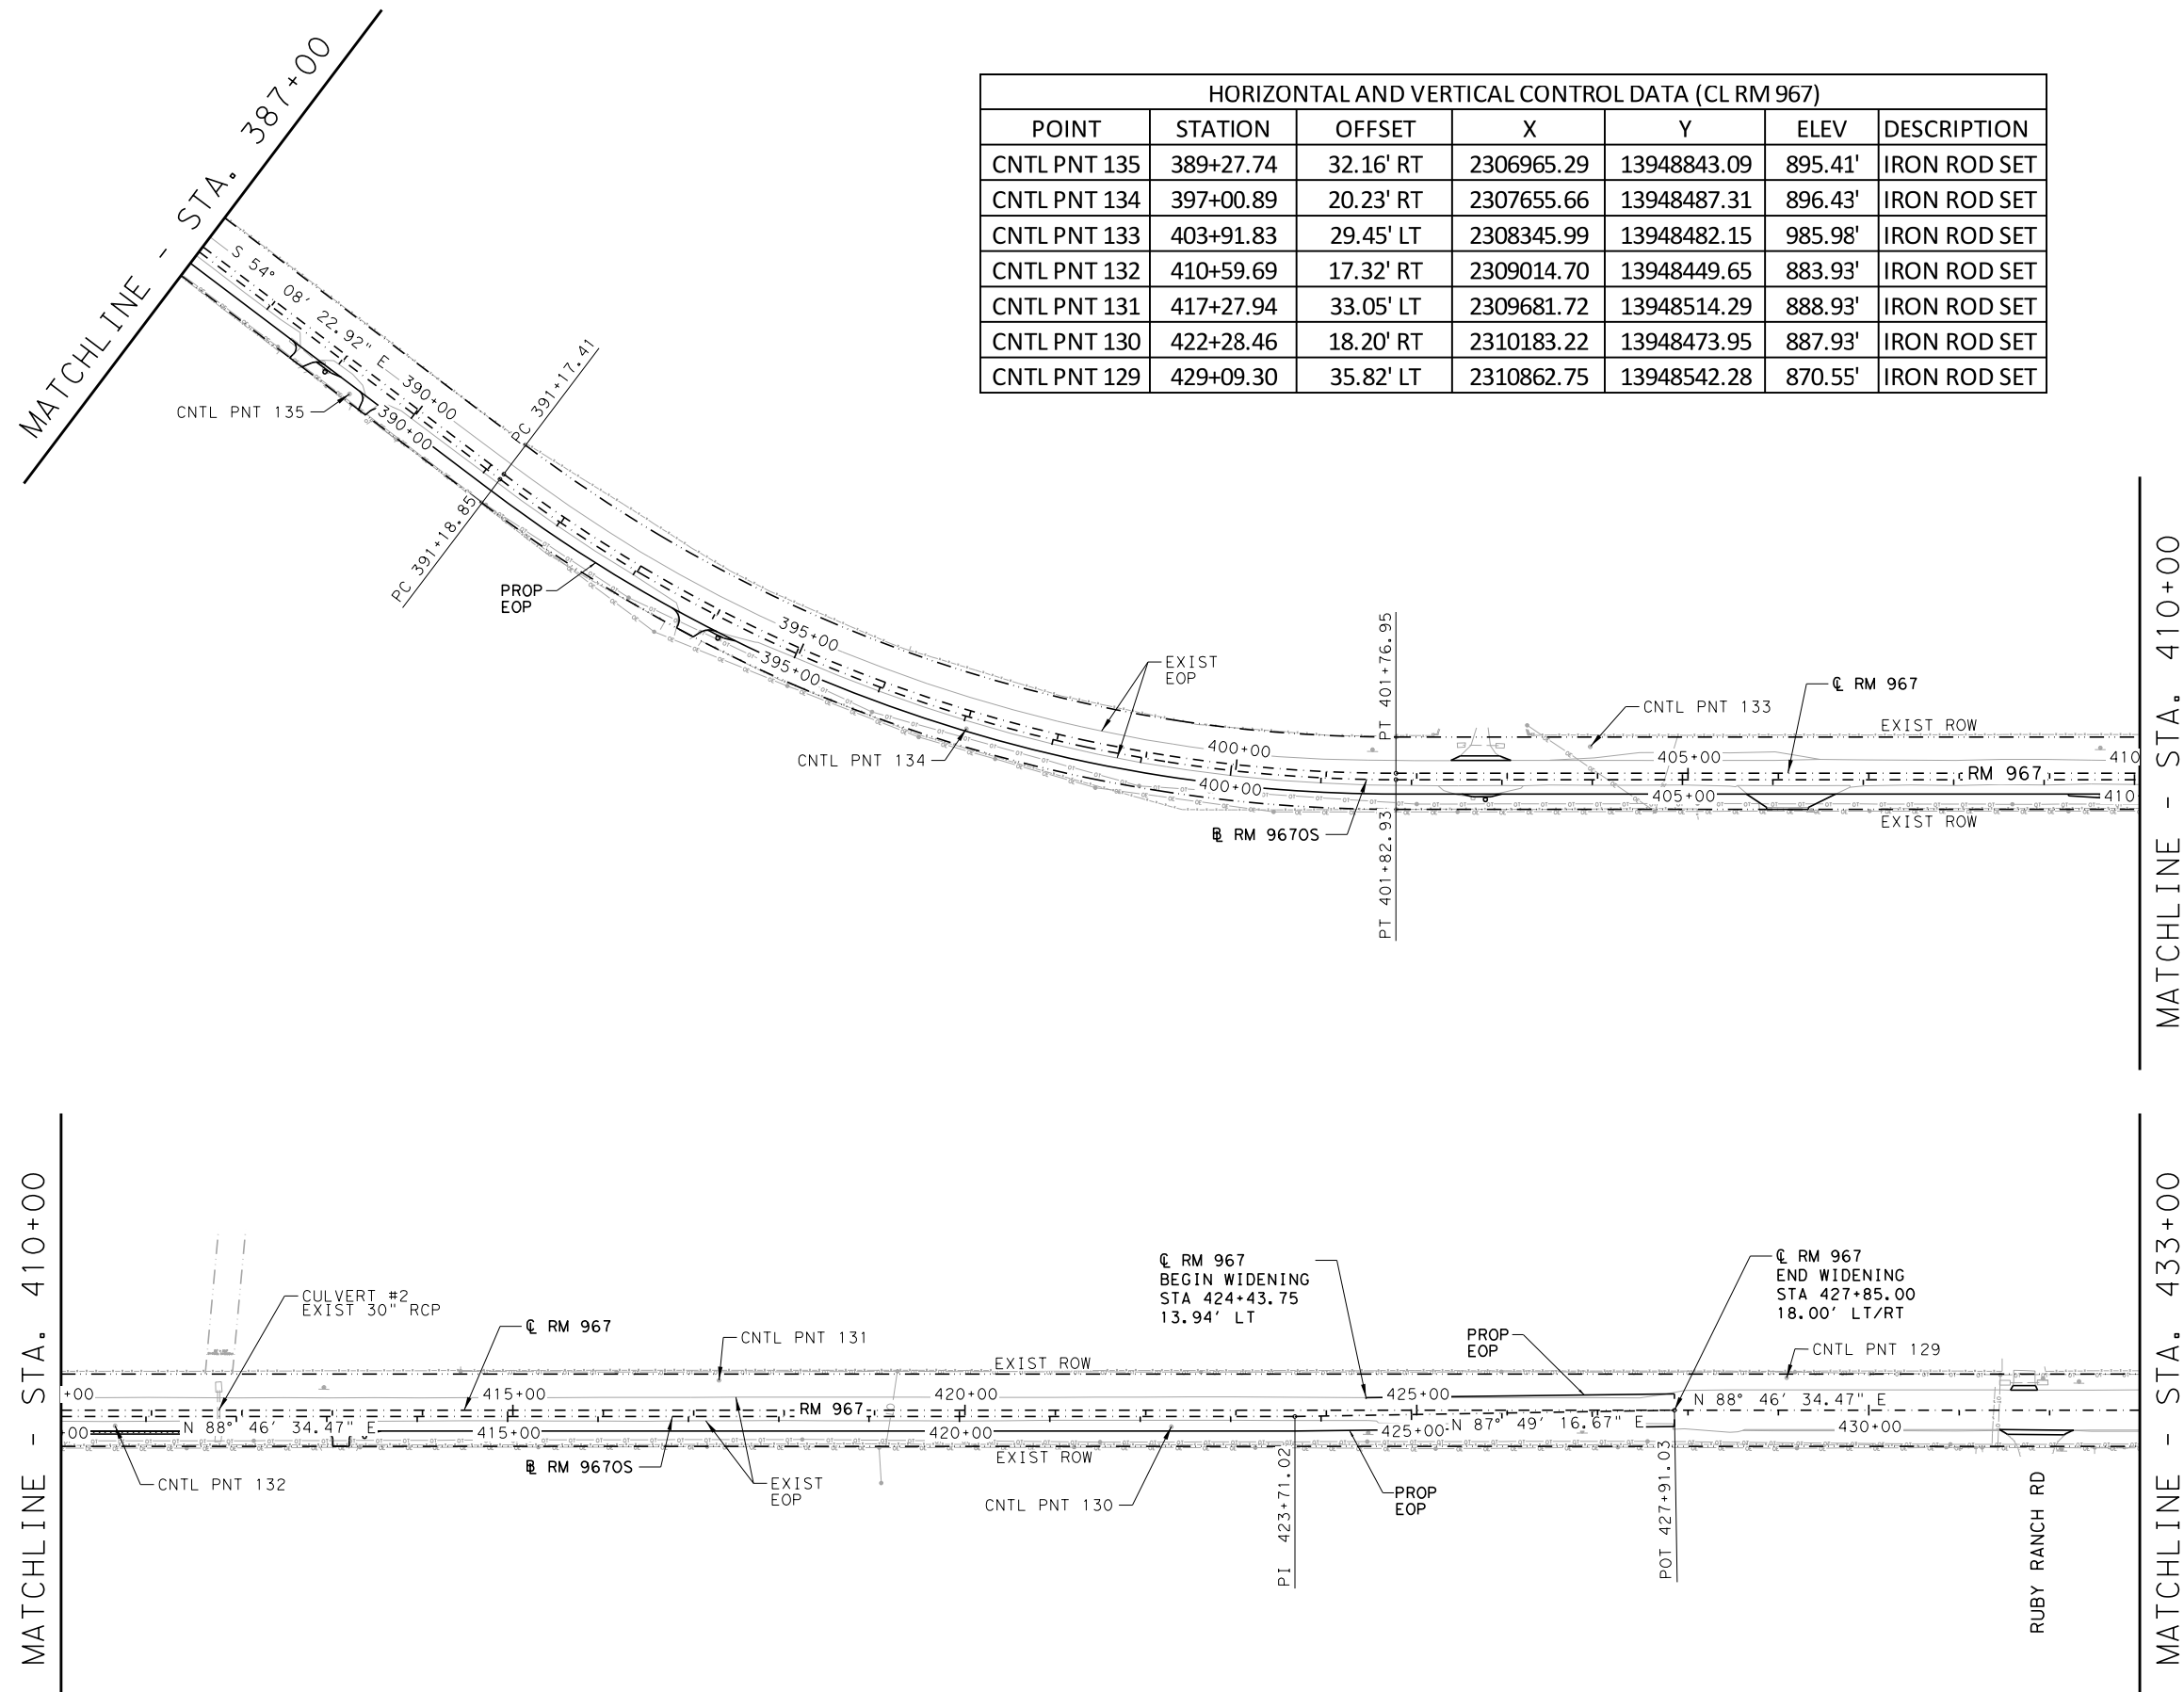 MATCHLINE - STA. 387+00
HORIZONTAL AND VERTICAL CONTROL DATA (CL RM 967)
POINT STATION OFFSET X Y ELEV DESCRIPTION
CNTL PNT 135 389+27.74 32.16' RT 2306965.29 13948843.09 895.41' IRON ROD SET
CNTL PNT 134 397+00.89 20.23' RT 2307655.66 13948487.31 896.43' IRON ROD SET
CNTL PNT 133 403+91.83 29.45' LT 2308345.99 13948482.15 985.98' IRON ROD SET
CNTL PNT 132 410+59.69 17.32' RT 2309014.70 13948449.65 883.93' IRON ROD SET
CNTL PNT 131 417+27.94 33.05' LT 2309681.72 13948514.29 888.93' IRON ROD SET
CNTL PNT 130 422+28.46 18.20' RT 2310183.22 13948473.95 887.93' IRON ROD SET
CNTL PNT 129 429+09.30 35.82' LT 2310862.75 13948542.28 870.55' IRON ROD SET
S 54° 08' 22.92" E
390+00
390+00
CNTL PNT 135
PC 391+17.41
PC 391+18.85
PROP
EOP
395+00
395+00
CNTL PNT 134
EXIST
EOP
400+00
400+00
PT 401+76.95
PT 401+82.93
℄ RM 967OS
CNTL PNT 133
℄ RM 967
EXIST ROW
405+00
RM 967
405+00
EXIST ROW
410
410
MATCHLINE - STA. 410+00
MATCHLINE - STA. 410+00
CULVERT #2
EXIST 30" RCP
℄ RM 967
CNTL PNT 131
EXIST ROW
℄ RM 967
BEGIN WIDENING
STA 424+43.75
13.94' LT
PROP
EOP
℄ RM 967
END WIDENING
STA 427+85.00
18.00' LT/RT
CNTL PNT 129
+00
415+00
420+00
425+00
RM 967
N 88° 46' 34.47" E
+00
N 88° 46' 34.47" E
415+00
420+00
425+00
N 87° 49' 16.67" E
430+00
CNTL PNT 132
℄ RM 967OS
EXIST
EOP
EXIST ROW
CNTL PNT 130
PI 423+71.02
PROP
EOP
POT 427+91.03
RUBY RANCH RD
MATCHLINE - STA. 433+00